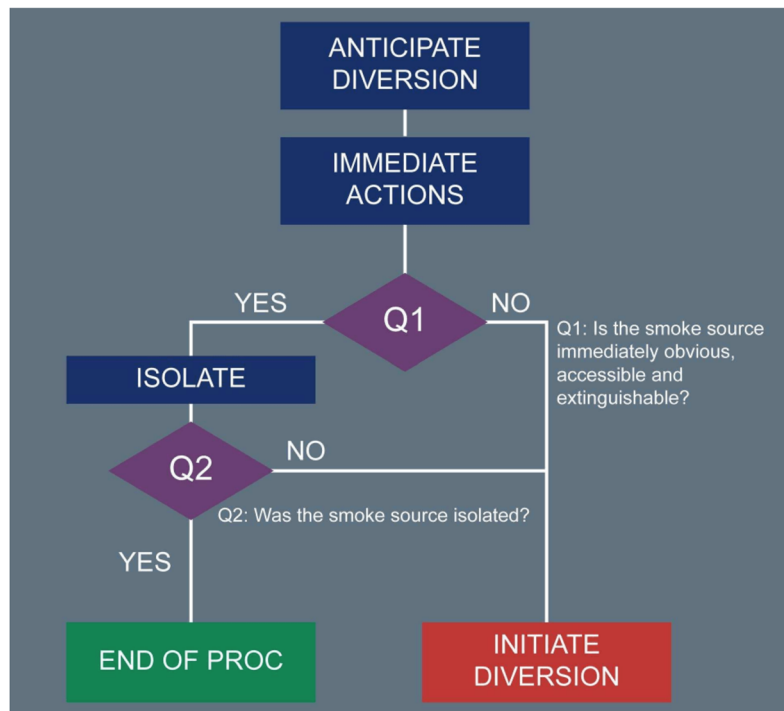 ANTICIPATE
DIVERSION
IMMEDIATE
ACTIONS
YES
Q1
NO
Q1: Is the smoke source
immediately obvious,
accessible and
extinguishable?
ISOLATE
Q2
NO
Q2: Was the smoke source isolated?
YES
END OF PROC
INITIATE
DIVERSION